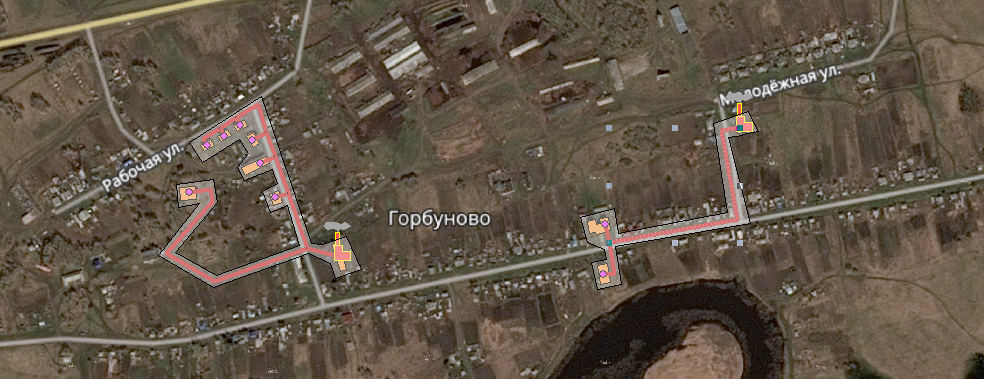 Молодёжная ул.
Рабочая ул.
Горбуново